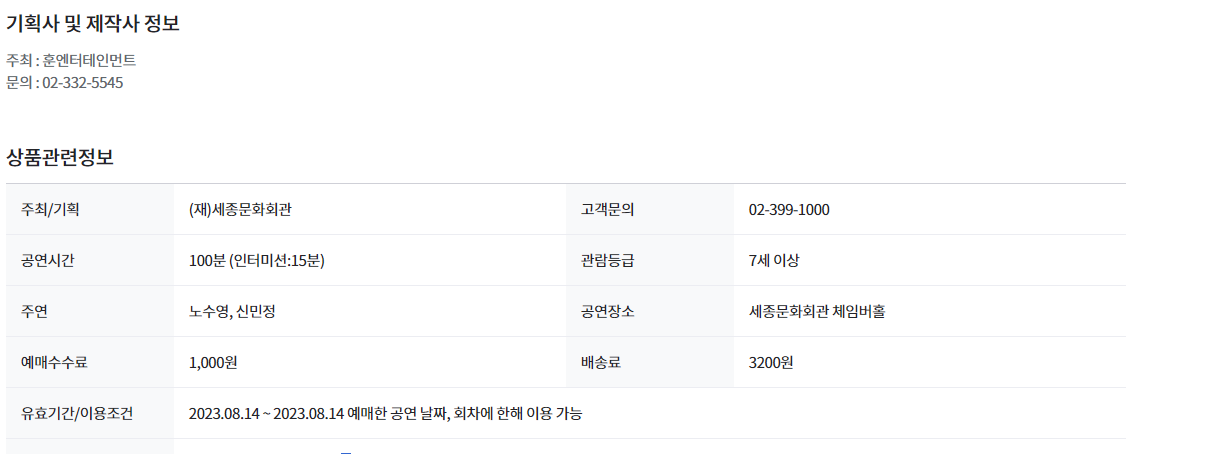 기획사 및 제작사 정보
주최 : 훈엔터테인먼트
문의 : 02-332-5545
상품관련정보
주최/기획 (재)세종문화회관 고객문의 02-399-1000
공연시간 100분 (인터미션:15분) 관람등급 7세 이상
주연 노수영, 신민정 공연장소 세종문화회관 체임버홀
예매수수료 1,000원 배송료 3200원
유효기간/이용조건 2023.08.14 ~ 2023.08.14 예매한 공연 날짜, 회차에 한해 이용 가능